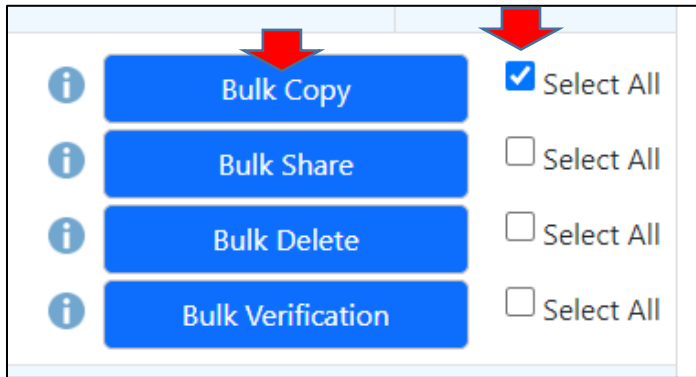 Bulk Copy Select All
Bulk Share Select All
Bulk Delete Select All
Bulk Verification Select All